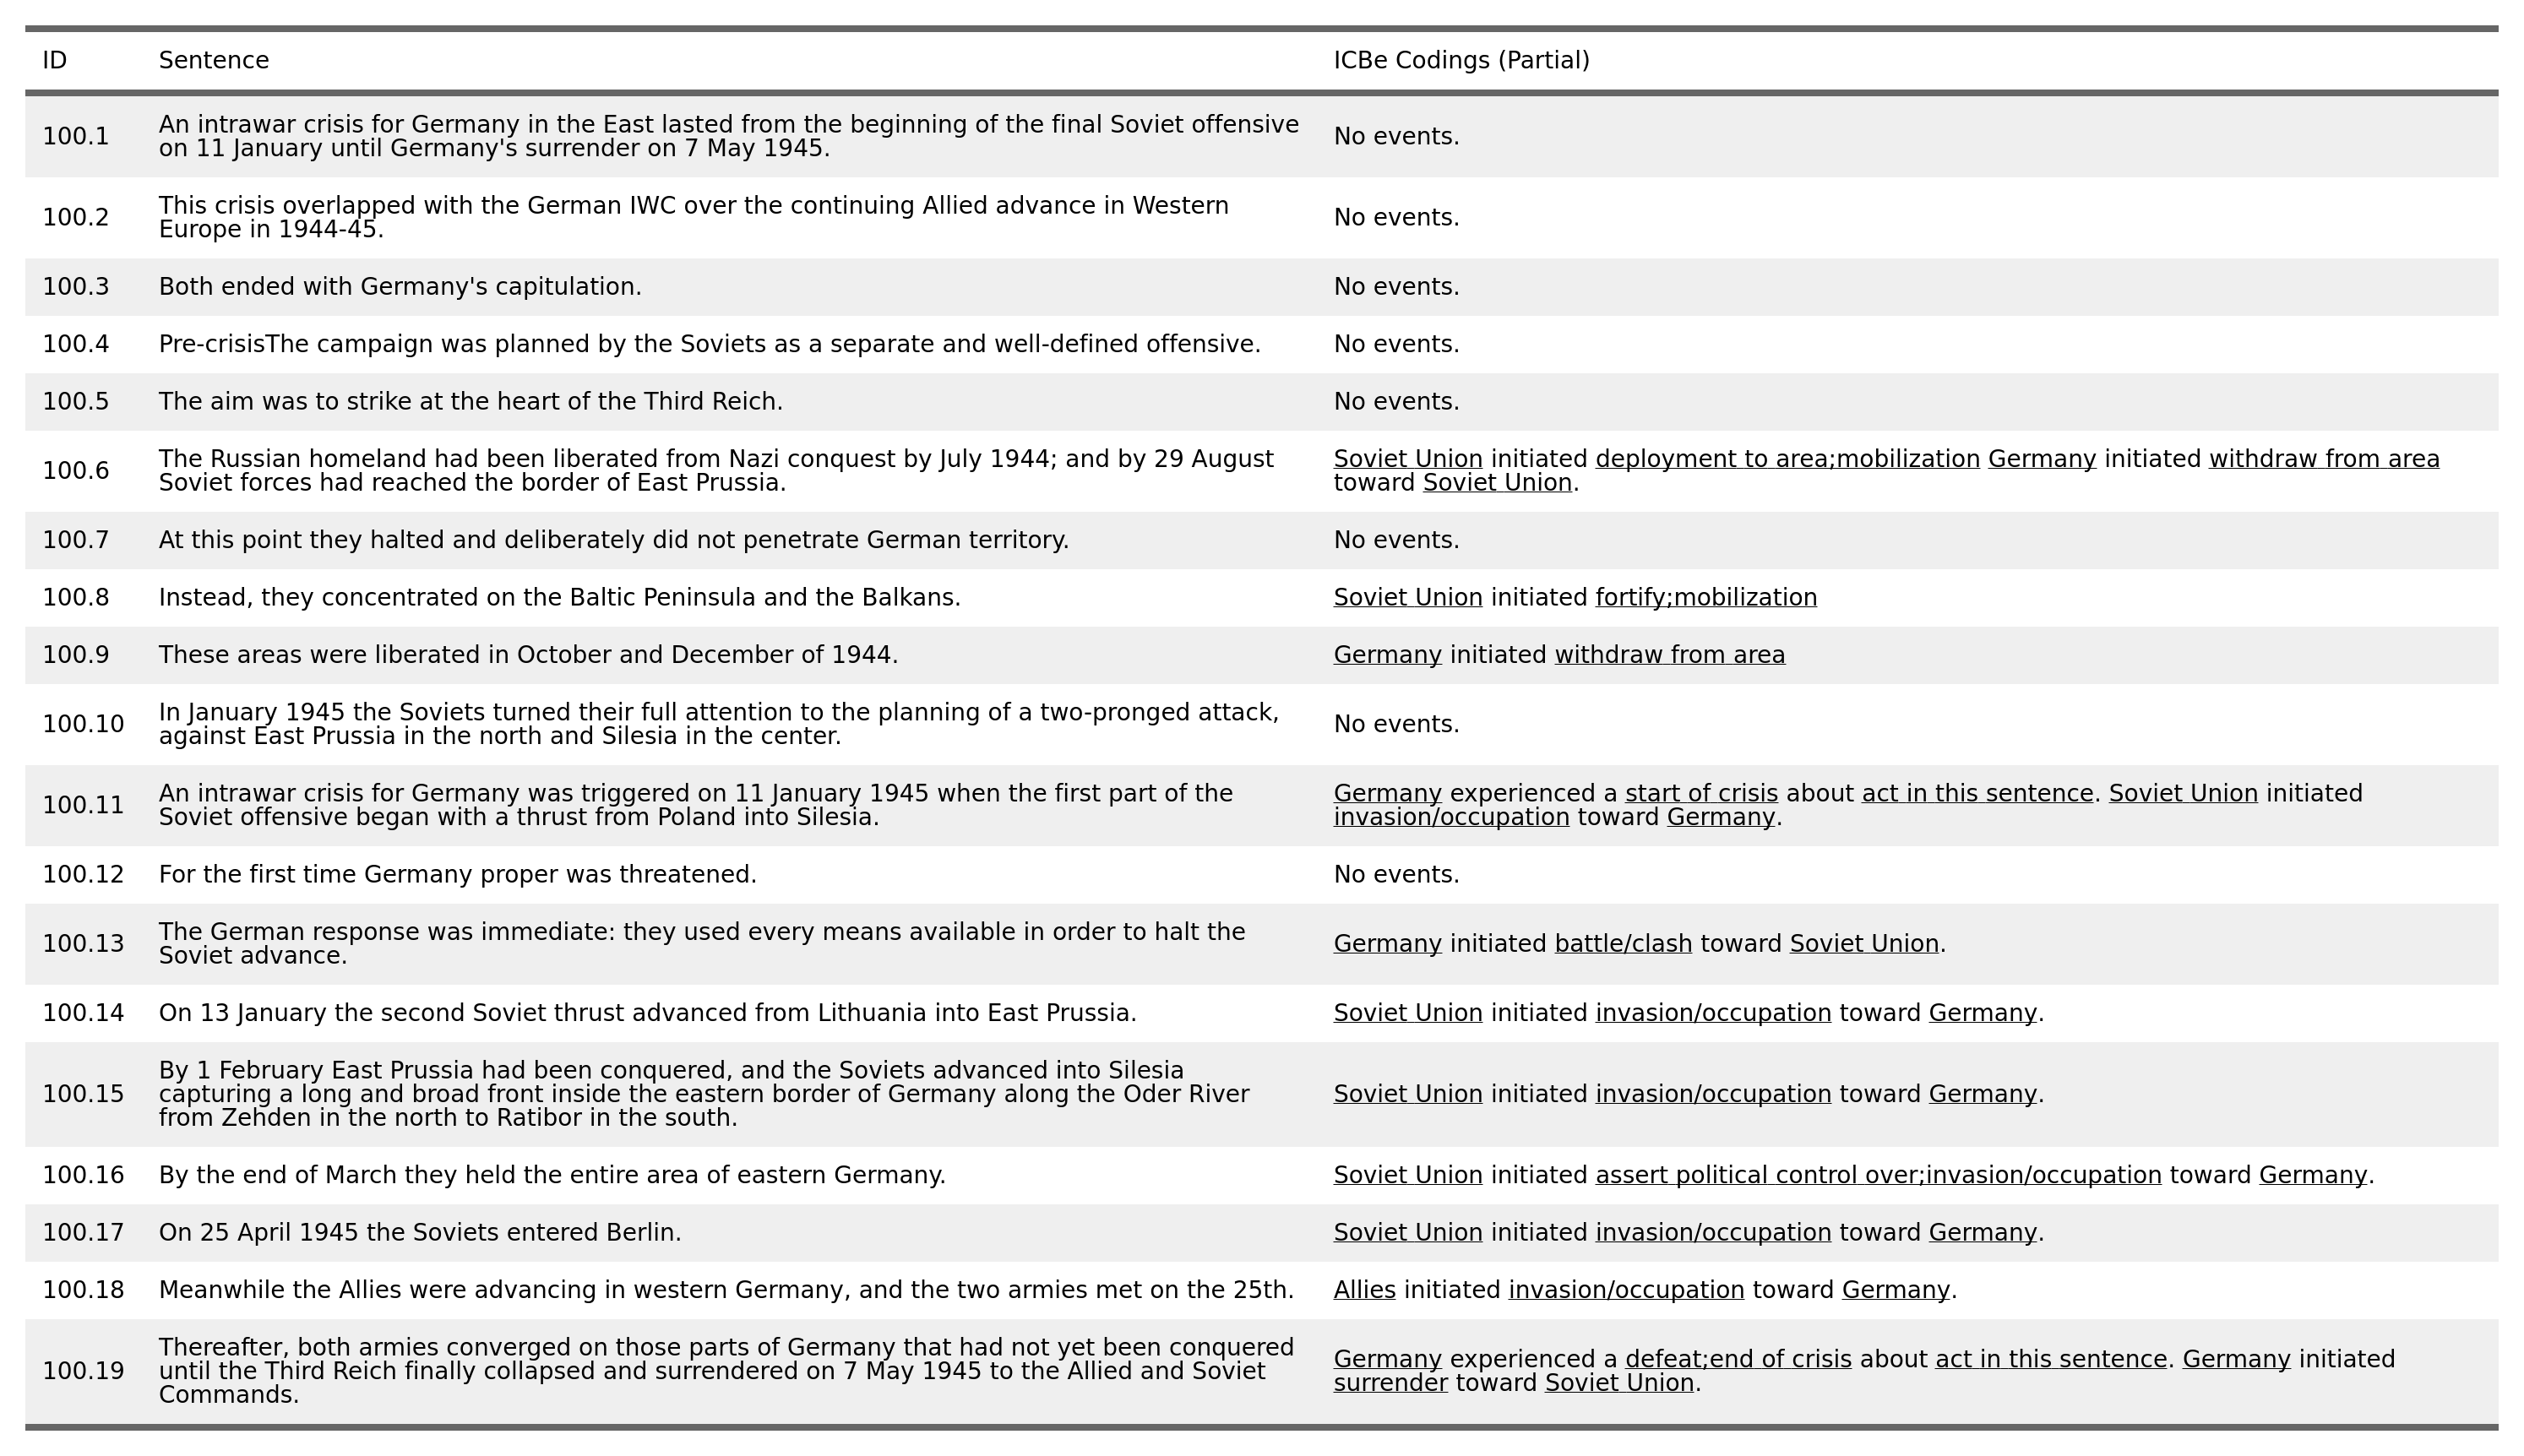 ID Sentence ICBe Codings (Partial)
100.1 An intrawar crisis for Germany in the East lasted from the beginning of the final Soviet offensive
on 11 January until Germany's surrender on 7 May 1945. No events.
100.2 This crisis overlapped with the German IWC over the continuing Allied advance in Western
Europe in 1944-45. No events.
100.3 Both ended with Germany's capitulation. No events.
100.4 Pre-crisisThe campaign was planned by the Soviets as a separate and well-defined offensive. No events.
100.5 The aim was to strike at the heart of the Third Reich. No events.
100.6 The Russian homeland had been liberated from Nazi conquest by July 1944; and by 29 August
Soviet forces had reached the border of East Prussia.
Soviet Union initiated deployment to area;mobilization Germany initiated withdraw from area
toward Soviet Union.
100.7 At this point they halted and deliberately did not penetrate German territory. No events.
100.8 Instead, they concentrated on the Baltic Peninsula and the Balkans. Soviet Union initiated fortify;mobilization
100.9 These areas were liberated in October and December of 1944. Germany initiated withdraw from area
100.10 In January 1945 the Soviets turned their full attention to the planning of a two-pronged attack,
against East Prussia in the north and Silesia in the center. No events.
100.11 An intrawar crisis for Germany was triggered on 11 January 1945 when the first part of the
Soviet offensive began with a thrust from Poland into Silesia.
Germany experienced a start of crisis about act in this sentence. Soviet Union initiated
invasion/occupation toward Germany.
100.12 For the first time Germany proper was threatened. No events.
100.13 The German response was immediate: they used every means available in order to halt the
Soviet advance. Germany initiated battle/clash toward Soviet Union.
100.14 On 13 January the second Soviet thrust advanced from Lithuania into East Prussia. Soviet Union initiated invasion/occupation toward Germany.
100.15 By 1 February East Prussia had been conquered, and the Soviets advanced into Silesia
capturing a long and broad front inside the eastern border of Germany along the Oder River
from Zehden in the north to Ratibor in the south. Soviet Union initiated invasion/occupation toward Germany.
100.16 By the end of March they held the entire area of eastern Germany. Soviet Union initiated assert political control over;invasion/occupation toward Germany.
100.17 On 25 April 1945 the Soviets entered Berlin. Soviet Union initiated invasion/occupation toward Germany.
100.18 Meanwhile the Allies were advancing in western Germany, and the two armies met on the 25th. Allies initiated invasion/occupation toward Germany.
100.19 Thereafter, both armies converged on those parts of Germany that had not yet been conquered
until the Third Reich finally collapsed and surrendered on 7 May 1945 to the Allied and Soviet
Commands.
Germany experienced a defeat;end of crisis about act in this sentence. Germany initiated
surrender toward Soviet Union.